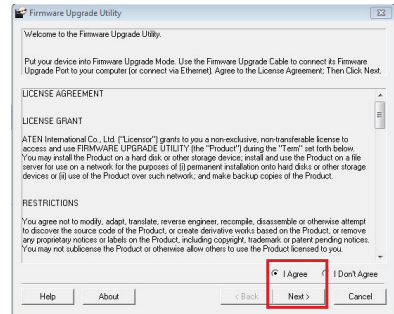 Firmware Upgrade Utility
Welcome to the Firmware Upgrade Utility.
Put your device into Firmware Upgrade Mode. Use the Firmware Upgrade Cable to connect its Firmware
Upgrade Port to your computer (or connect via Ethernet). Agree to the License Agreement; Then Click Next.
LICENSE AGREEMENT
LICENSE GRANT
ATEN International Co., Ltd. ("Licensor") grants to you a non-exclusive, non-transferable license to
access and use FIRMWARE UPGRADE UTILITY (the "Product") during the "Term" set forth below.
You may install the Product on a hard disk or other storage device; install and use the Product on a file
server for use on a network for the purposes of (i) permanent installation onto hard disks or other storage
devices or (ii) use of the Product over such network; and make backup copies of the Product.
RESTRICTIONS
You agree not to modify, adapt, translate, reverse engineer, recompile, disassemble or otherwise attempt
to discover the source code of the Product, or create derivative works based on the Product, or remove
any proprietary notices or labels on the Product, including copyright, trademark or patent pending notices.
You may not sublicense the Product or otherwise allow others to use the Product licensed to you.
I Agree I Don't Agree
Help About < Back Next > Cancel